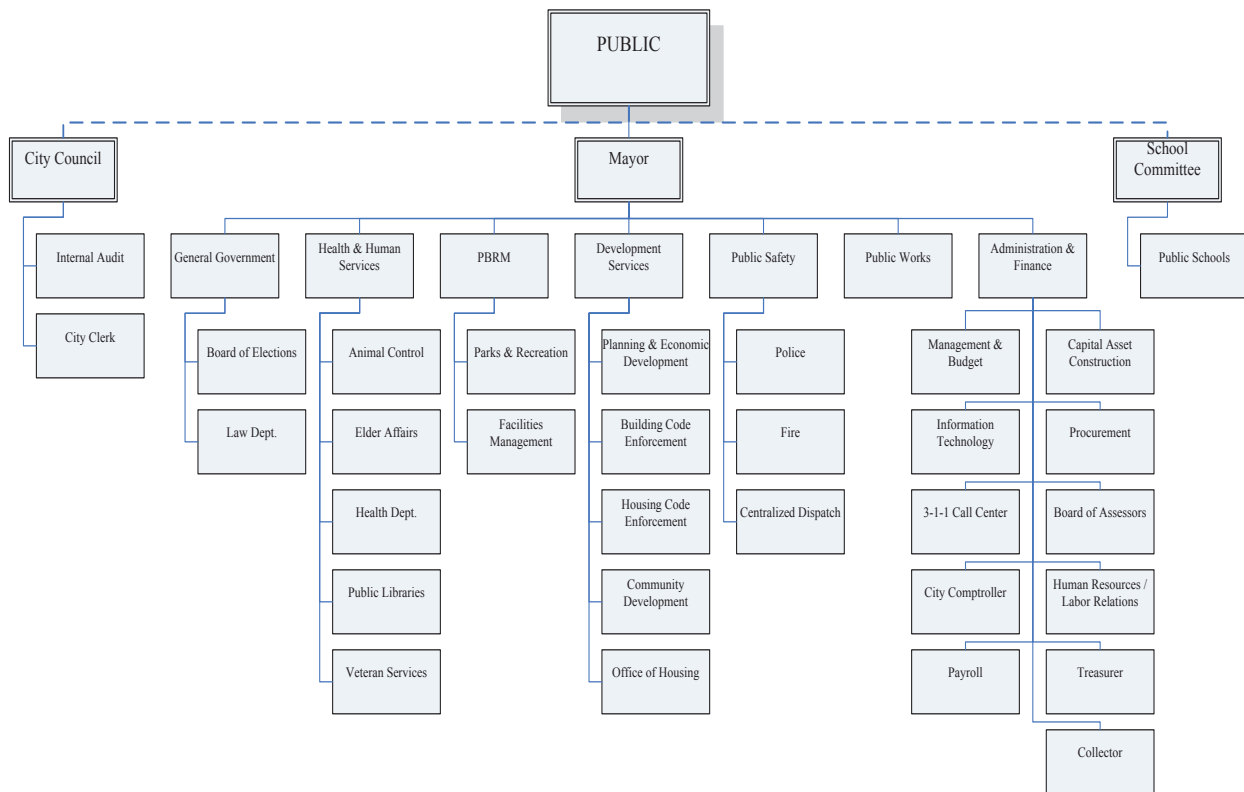 PUBLIC
City Council
Mayor
School
Committee
Internal Audit
City Clerk
General Government
Board of Elections
Law Dept.
Health & Human
Services
Animal Control
Elder Affairs
Health Dept.
Public Libraries
Veteran Services
PBRM
Parks & Recreation
Facilities
Management
Development
Services
Planning & Economic
Development
Building Code
Enforcement
Housing Code
Enforcement
Community
Development
Office of Housing
Public Safety
Police
Fire
Centralized Dispatch
Public Works
Administration &
Finance
Management &
Budget
Capital Asset
Construction
Information
Technology
Procurement
3-1-1 Call Center
Board of Assessors
City Comptroller
Human Resources /
Labor Relations
Payroll
Treasurer
Collector
Public Schools